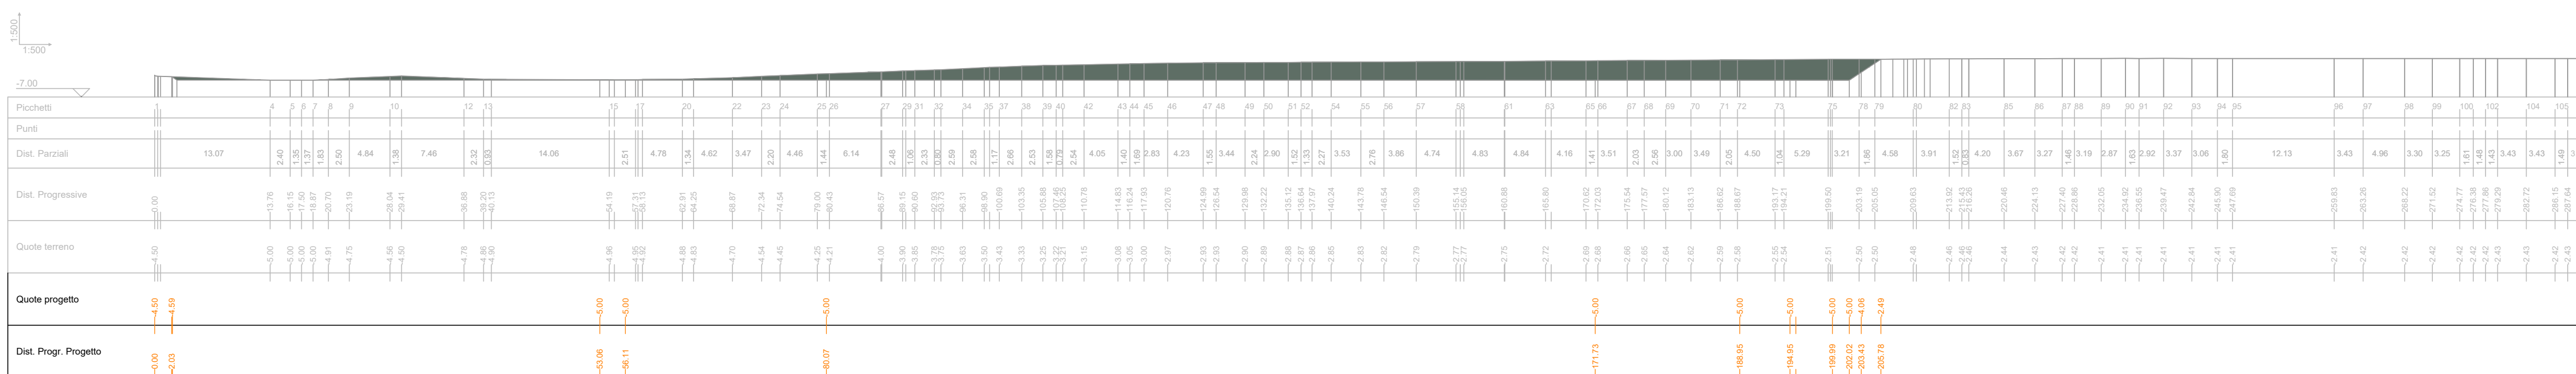 1:500
1:500
-7.00
Picchetti 1 4 5 6 7 8 9 10 12 13 15 17 20 22 23 24 25 26 27 29 31 32 34 35 37 38 39 40 42 43 44 45 46 47 48 49 50 51 52 54 55 56 57 58 61 63 65 66 67 68 69 70 71 72 73 75 78 79 80 82 83 85 86 87 88 89 90 91 92 93 94 95 96 97 98 99 100 102 104 105
Punti
Dist. Parziali 13.07 2.40 1.35 1.37 1.83 2.50 4.84 1.38 7.46 2.32 0.93 14.06 2.51 4.78 1.34 4.62 3.47 2.20 4.46 1.44 6.14 2.48 1.06 2.33 0.80 2.59 2.58 1.17 2.66 2.53 1.58 0.79 2.54 4.05 1.40 1.69 2.83 4.23 1.55 3.44 2.24 2.90 1.52 1.33 2.27 3.53 2.76 3.86 4.74 4.83 4.84 4.16 1.41 3.51 2.03 2.56 3.00 3.49 2.05 4.50 1.04 5.29 3.21 1.86 4.58 3.91 1.52 0.83 4.20 3.67 3.27 1.46 3.19 2.87 1.63 2.92 3.37 3.06 1.80 12.13 3.43 4.96 3.30 3.25 1.61 1.48 1.43 3.43 3.43 1.49
Dist. Progressive 0.00 13.76 16.15 17.50 18.87 20.70 23.19 28.04 29.41 36.88 39.20 40.13 54.19 57.31 58.13 62.91 64.25 68.87 72.34 74.54 79.00 80.43 86.57 89.15 90.60 92.93 93.73 96.31 98.90 100.69 103.35 105.88 107.46 108.25 110.78 114.83 116.24 117.93 120.76 124.99 126.54 129.98 132.22 135.12 136.64 137.97 140.24 143.78 146.54 150.39 155.14 156.05 160.88 165.80 170.62 172.03 175.54 177.57 180.12 183.13 186.62 188.67 193.17 194.21 199.50 203.19 205.05 209.63 213.92 215.43 216.26 220.46 224.13 227.40 228.86 232.05 234.92 236.55 239.47 242.84 245.90 247.69 259.83 263.26 268.22 271.52 274.77 276.38 277.86 279.29 282.72 286.15 287.64
Quote terreno -4.50 -5.00 -5.00 -5.00 -5.00 -4.91 -4.75 -4.56 -4.50 -4.78 -4.86 -4.90 -4.96 -4.95 -4.92 -4.88 -4.83 -4.70 -4.54 -4.45 -4.25 -4.21 -4.00 -3.90 -3.85 -3.78 -3.75 -3.63 -3.50 -3.43 -3.33 -3.25 -3.22 -3.21 -3.15 -3.08 -3.05 -3.00 -2.97 -2.93 -2.93 -2.90 -2.89 -2.88 -2.87 -2.86 -2.85 -2.83 -2.82 -2.79 -2.77 -2.77 -2.75 -2.72 -2.69 -2.68 -2.66 -2.65 -2.64 -2.62 -2.59 -2.58 -2.55 -2.54 -2.51 -2.50 -2.50 -2.48 -2.46 -2.46 -2.46 -2.44 -2.43 -2.42 -2.42 -2.41 -2.41 -2.41 -2.41 -2.41 -2.41 -2.41 -2.41 -2.42 -2.42 -2.42 -2.42 -2.42 -2.42 -2.43 -2.43 -2.42 -2.43
Quote progetto -4.50 -4.59 -5.00 -5.00 -5.00 -5.00 -5.00 -5.00 -5.00 -5.00 -4.06 -2.49
Dist. Progr. Progetto 0.00 2.03 53.06 56.11 80.07 171.73 188.95 194.95 199.99 202.02 203.43 205.78